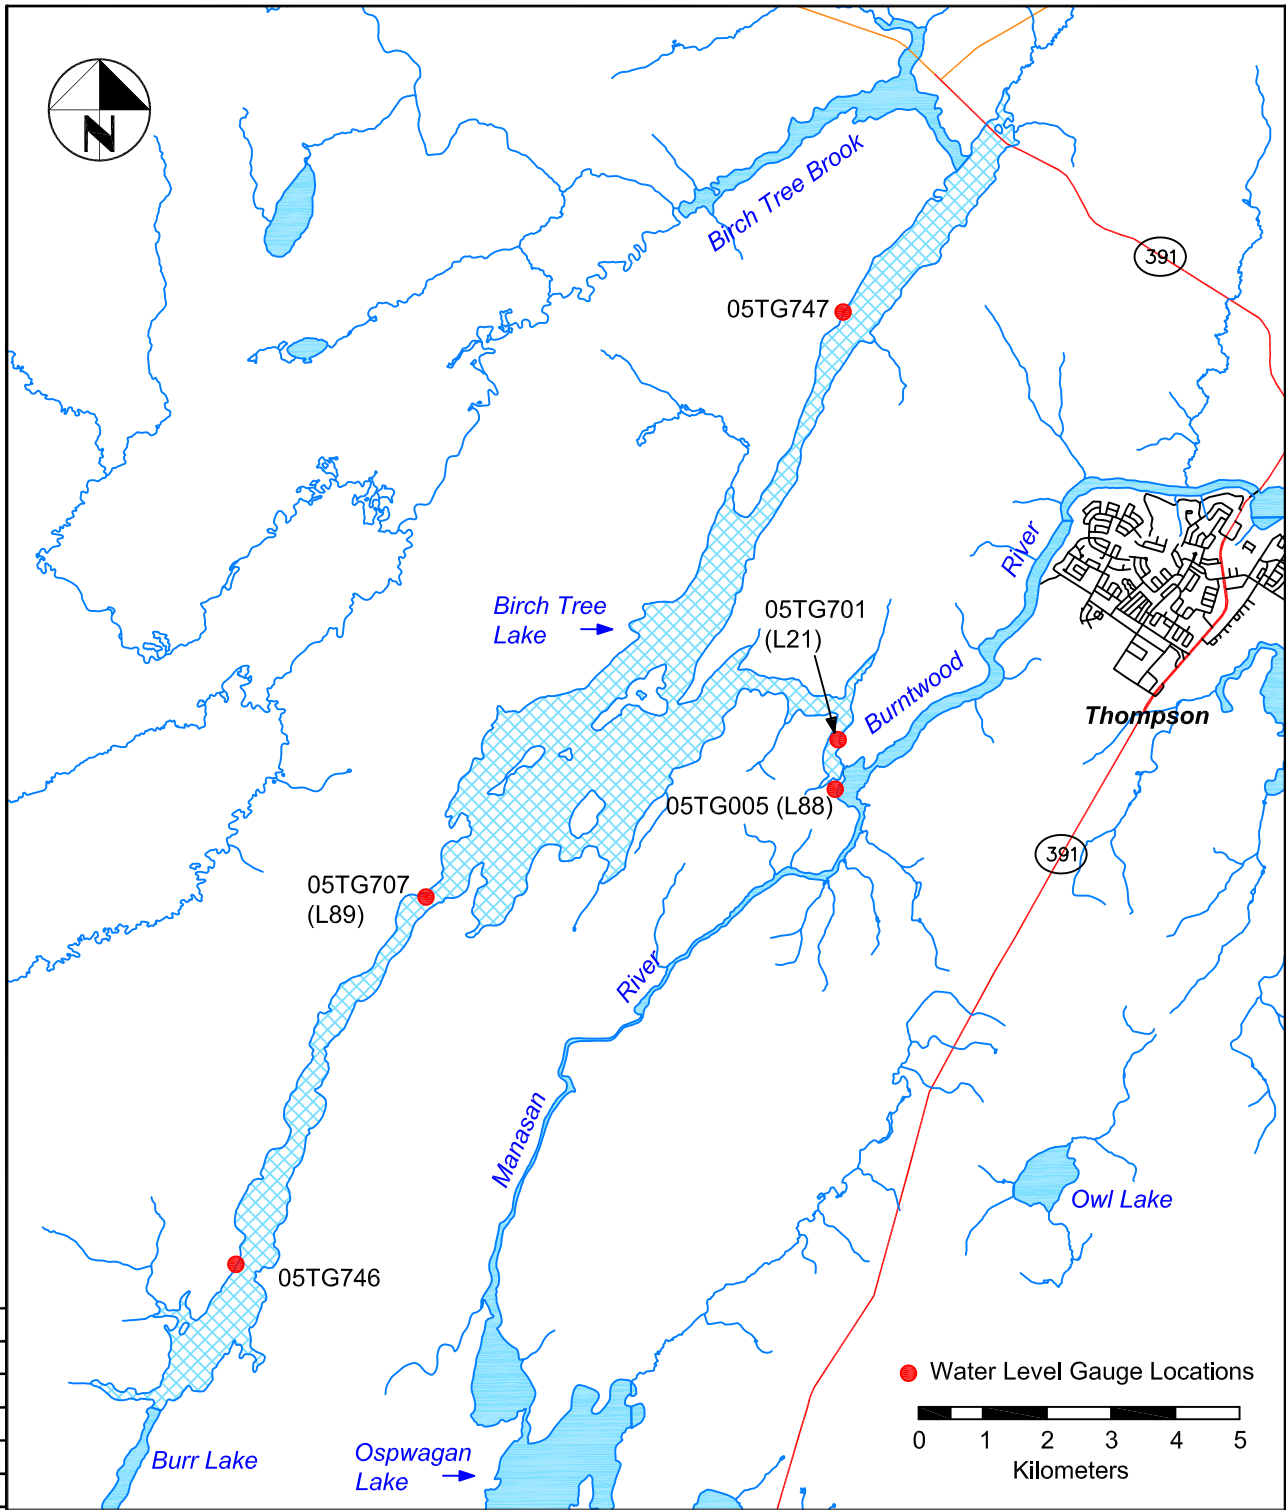 N
Birch Tree Brook
391
05TG747
River
Birch Tree
Lake
05TG701
(L21)
Burntwood
Thompson
05TG005 (L88)
391
05TG707
(L89)
River
Manasan
Owl Lake
05TG746
Water Level Gauge Locations
0 1 2 3 4 5
Kilometers
Burr Lake
Ospwagan
Lake